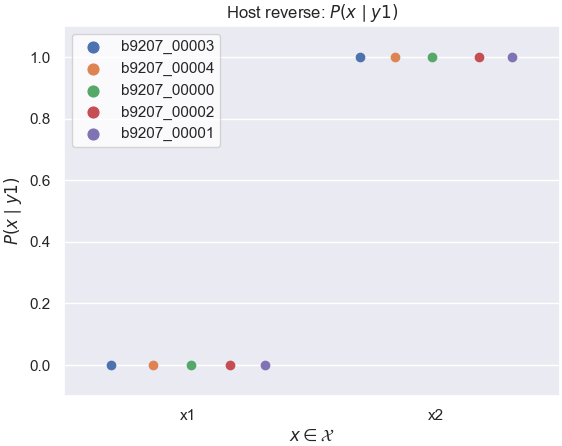 Host reverse: P(x | y1)
b9207_00003
b9207_00004
b9207_00000
b9207_00002
b9207_00001
P(x | y1)
1.0
0.8
0.6
0.4
0.2
0.0
x1 x2
x ∈ 𝒳